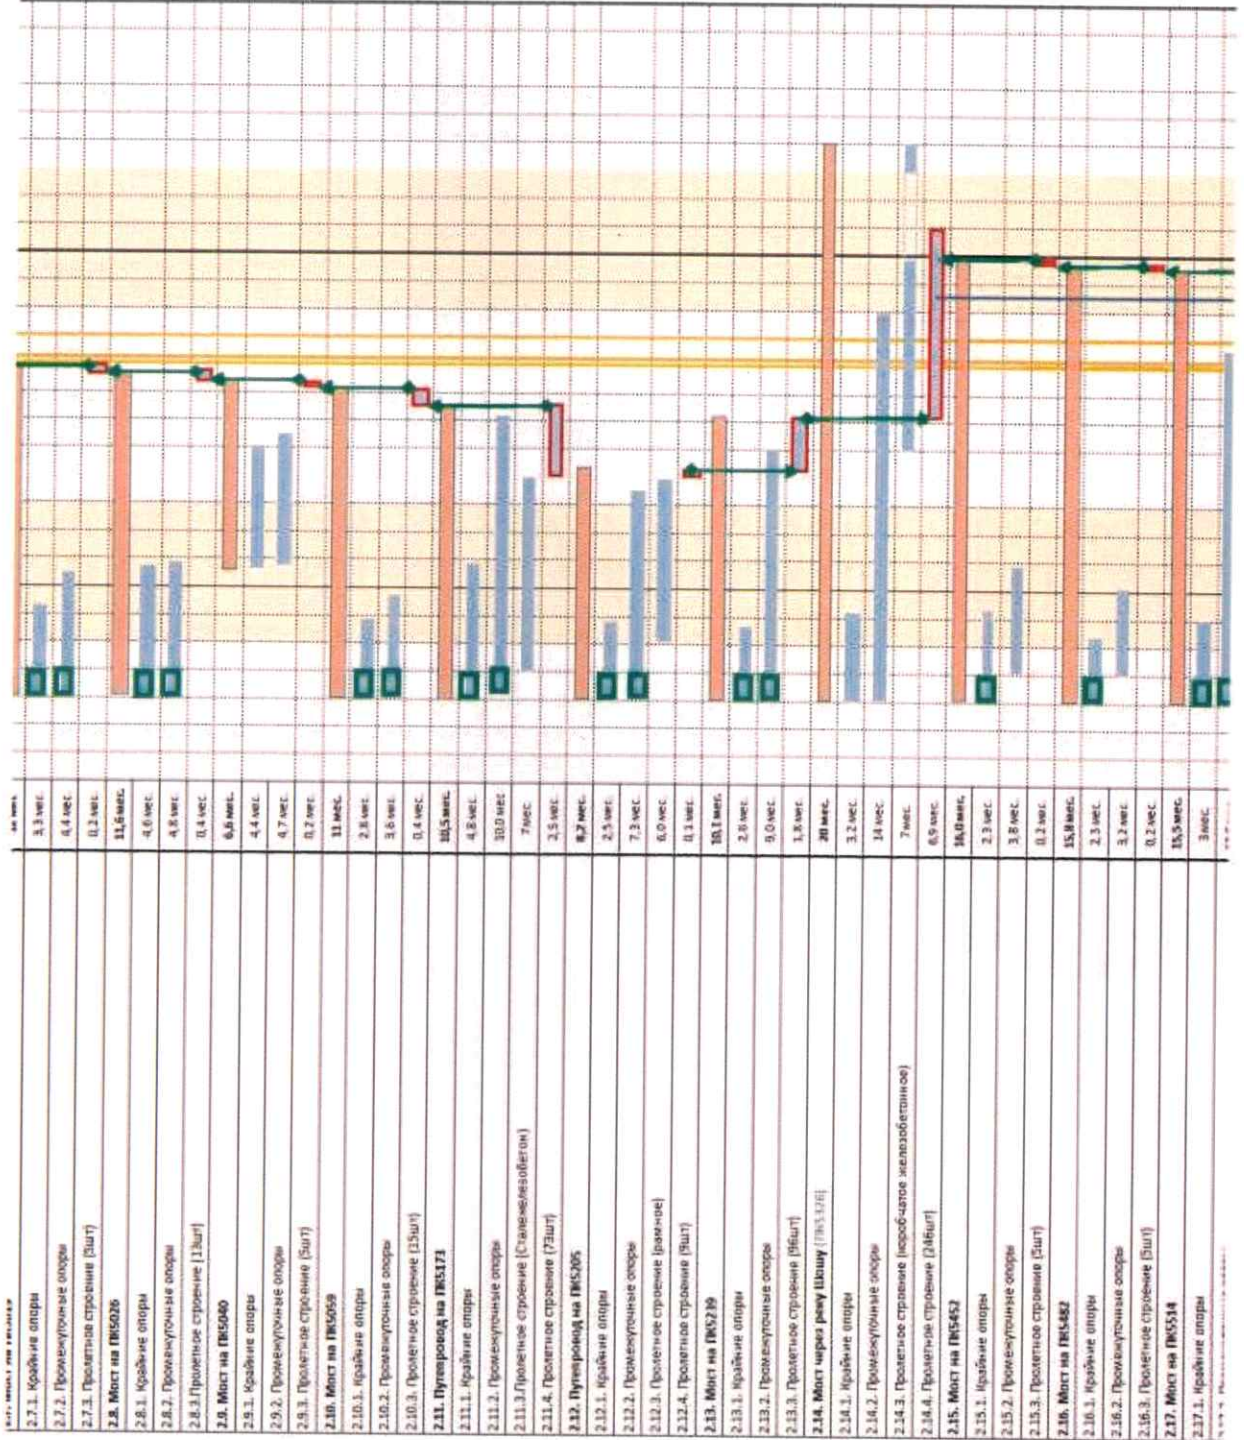 2.7.1. Крайние опоры 3,3 мес.
2.7.2. Промежуточные опоры 4,4 мес.
2.7.3. Пролетное строение (5шт) 0,2 мес.
2.8. Мост на ПК5026 11,6 мес.
2.8.1. Крайние опоры 4,6 мес.
2.8.2. Промежуточные опоры 4,8 мес.
2.8.3. Пролетное строение (13шт) 0,4 мес.
2.9. Мост на ПК5040 6,6 мес.
2.9.1. Крайние опоры 4,4 мес.
2.9.2. Промежуточные опоры 4,7 мес.
2.9.3. Пролетное строение (5шт) 0,2 мес.
2.10. Мост на ПК5059 11 мес.
2.10.1. Крайние опоры 2,8 мес.
2.10.2. Промежуточные опоры 3,6 мес.
2.10.3. Пролетное строение (15шт) 0,4 мес.
2.11. Путепровод на ПК5173 10,5 мес.
2.11.1. Крайние опоры 4,8 мес.
2.11.2. Промежуточные опоры 10,0 мес
2.11.3.Пролетное строение (Сталежелезобетон) 7 мес.
2.11.4. Пролетное строение (73шт) 2,5 мес.
2.12. Путепровод на ПК5205 8,2 мес.
2.12.1. Крайние опоры 2,5 мес.
2.12.2. Промежуточные опоры 7,3 мес.
2.12.3. Пролетное строение (рамное) 6,0 мес.
2.12.4. Пролетное строение (9шт) 0,1 мес.
2.13. Мост на ПК5239 10,1 мес.
2.13.1. Крайние опоры 2,6 мес.
2.13.2. Промежуточные опоры 9,0 мес.
2.13.3. Пролетное строение (96шт) 1,8 мес.
2.14. Мост через реку Шошу (ПК5326) 20 мес.
2.14.1. Крайние опоры 3,2 мес.
2.14.2. Промежуточные опоры 14 мес.
2.14.3. Пролетное строение (коробчатое железобетонное) 7 мес.
2.14.4. Пролетное строение (246шт) 6,9 мес.
2.15. Мост на ПК5452 16,0 мес.
2.15.1. Крайние опоры 2,3 мес.
2.15.2. Промежуточные опоры 3,8 мес.
2.15.3. Пролетное строение (5шт) 0,2 мес.
2.16. Мост на ПК5482 15,8 мес.
2.16.1. Крайние опоры 2,3 мес.
2.16.2. Промежуточные опоры 3,2 мес.
2.16.3. Пролетное строение (5шт) 0,2 мес.
2.17. Мост на ПК5514 15,5 мес.
2.17.1. Крайние опоры 3 мес.